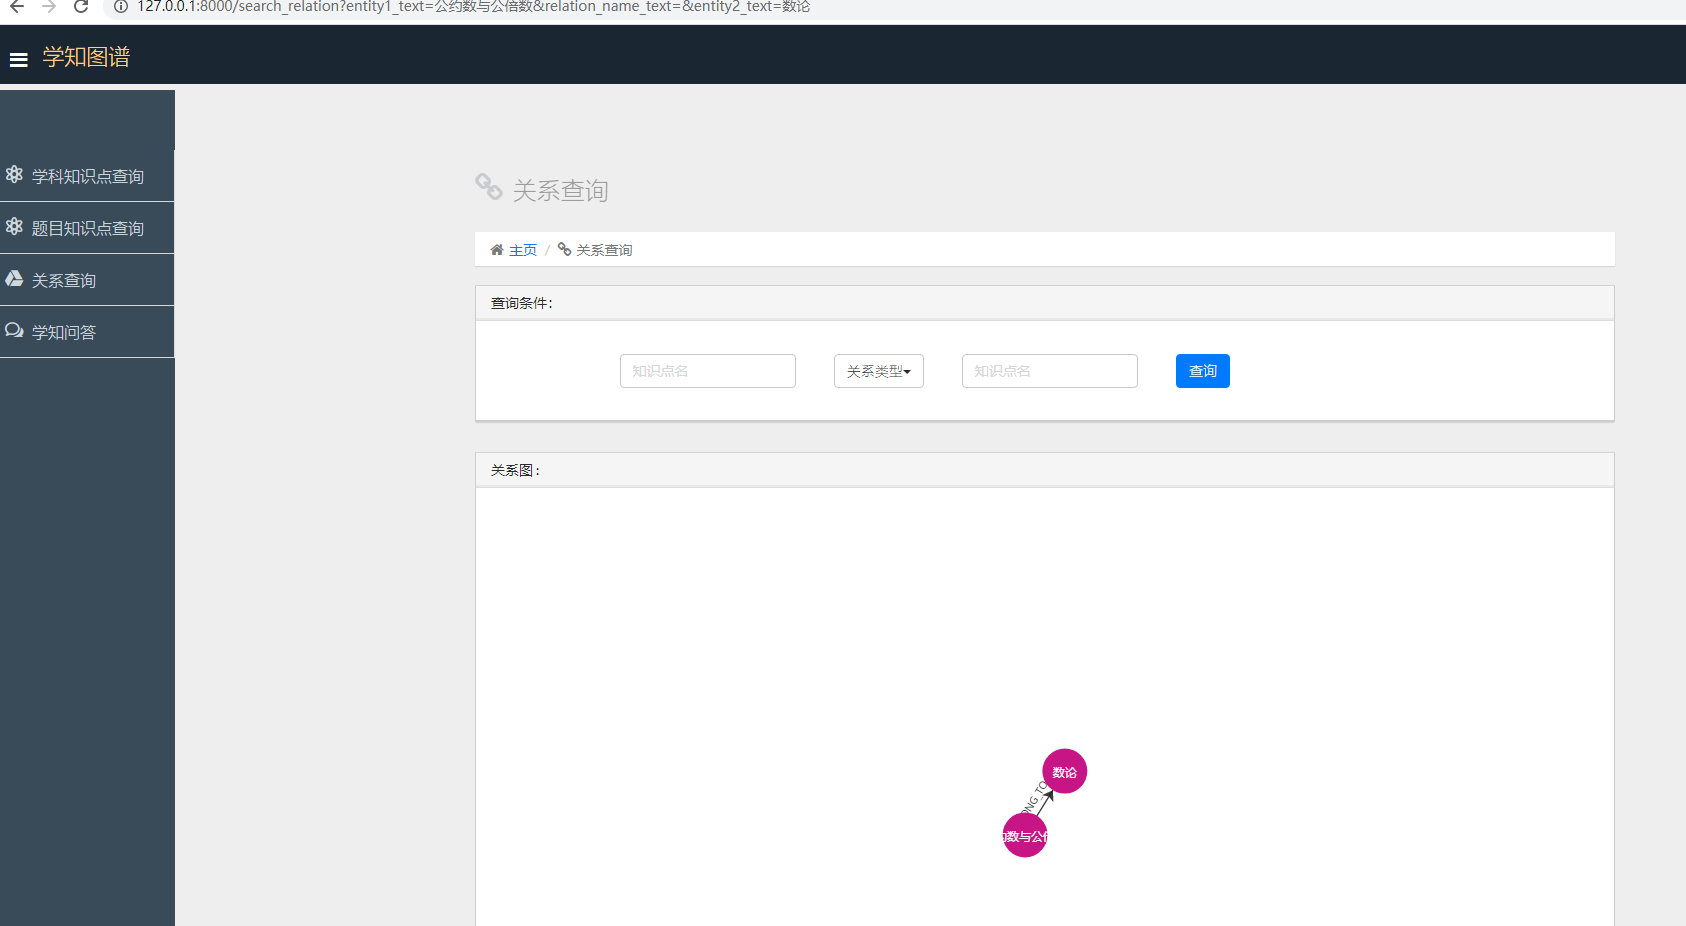 127.0.0.1:8000/search_relation?entity1_text=公约数与公倍数&relation_name_text=&entity2_text=数论
学知图谱
学科知识点查询
题目知识点查询
关系查询
学知问答
关系查询
主页 / 关系查询
查询条件：
知识点名 关系类型 知识点名 查询
关系图：
数论
ONG_TO
数与公